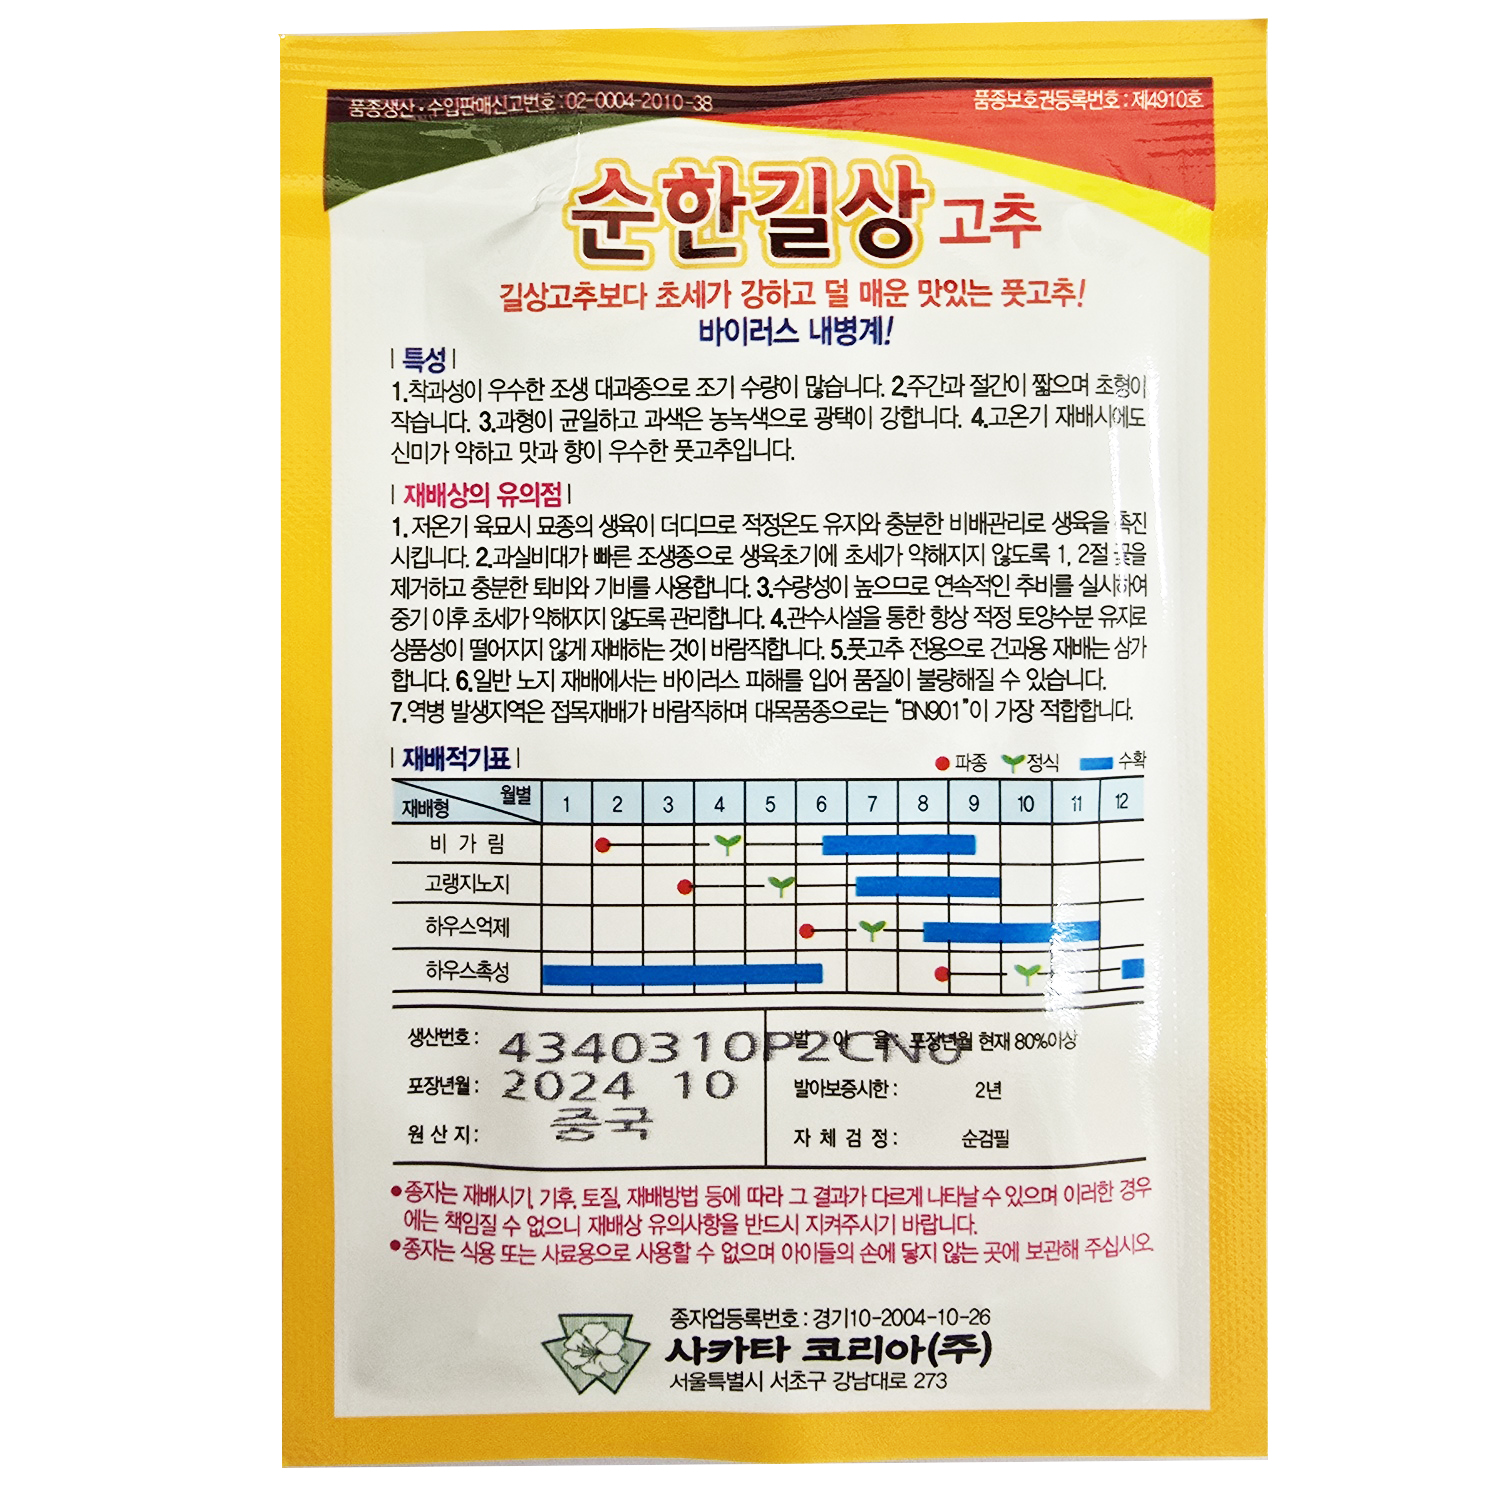 품종생산·수입판매신고번호:02-0004-2010-38
품종보호권등록번호:제4910호
순한길상 고추
길상고추보다 초세가 강하고 덜 매운 맛있는 풋고추!
바이러스 내병계!
| 특성 |
1.착과성이 우수한 조생 대과종으로 조기 수량이 많습니다. 2.주간과 절간이 짧으며 초형이
작습니다. 3.과형이 균일하고 과색은 농녹색으로 광택이 강합니다. 4.고온기 재배시에도
신미가 약하고 맛과 향이 우수한 풋고추입니다.
| 재배상의 유의점 |
1. 저온기 육묘시 묘종의 생육이 더디므로 적정온도 유지와 충분한 비배관리로 생육을 촉진
시킵니다. 2.과실비대가 빠른 조생종으로 생육초기에 초세가 약해지지 않도록 1, 2절 꽃을
제거하고 충분한 퇴비와 기비를 사용합니다. 3.수량성이 높으므로 연속적인 추비를 실시하여
중기 이후 초세가 약해지지 않도록 관리합니다. 4.관수시설을 통한 항상 적정 토양수분 유지로
상품성이 떨어지지 않게 재배하는 것이 바람직합니다. 5.풋고추 전용으로 건과용 재배는 삼가
합니다. 6.일반 노지 재배에서는 바이러스 피해를 입어 품질이 불량해질 수 있습니다.
7.역병 발생지역은 접목재배가 바람직하며 대목품종으로는 "BN901"이 가장 적합합니다.
| 재배적기표 |
파종 정식 수확
재배형 월별 1 2 3 4 5 6 7 8 9 10 11 12
비 가 림
고랭지노지
하우스억제
하우스촉성
생산번호: 4340310P2CN6
발 아 율: 포장년월 현재 80%이상
포장년월: 2024 10
발아보증시한: 2년
원 산 지: 중국
자 체 검 정: 순검필
●종자는 재배시기, 기후, 토질, 재배방법 등에 따라 그 결과가 다르게 나타날 수 있으며 이러한 경우
에는 책임질 수 없으니 재배상 유의사항을 반드시 지켜주시기 바랍니다.
●종자는 식용 또는 사료용으로 사용할 수 없으며 아이들의 손에 닿지 않는 곳에 보관해 주십시오.
종자업등록번호:경기10-2004-10-26
사카타 코리아(주)
서울특별시 서초구 강남대로 273